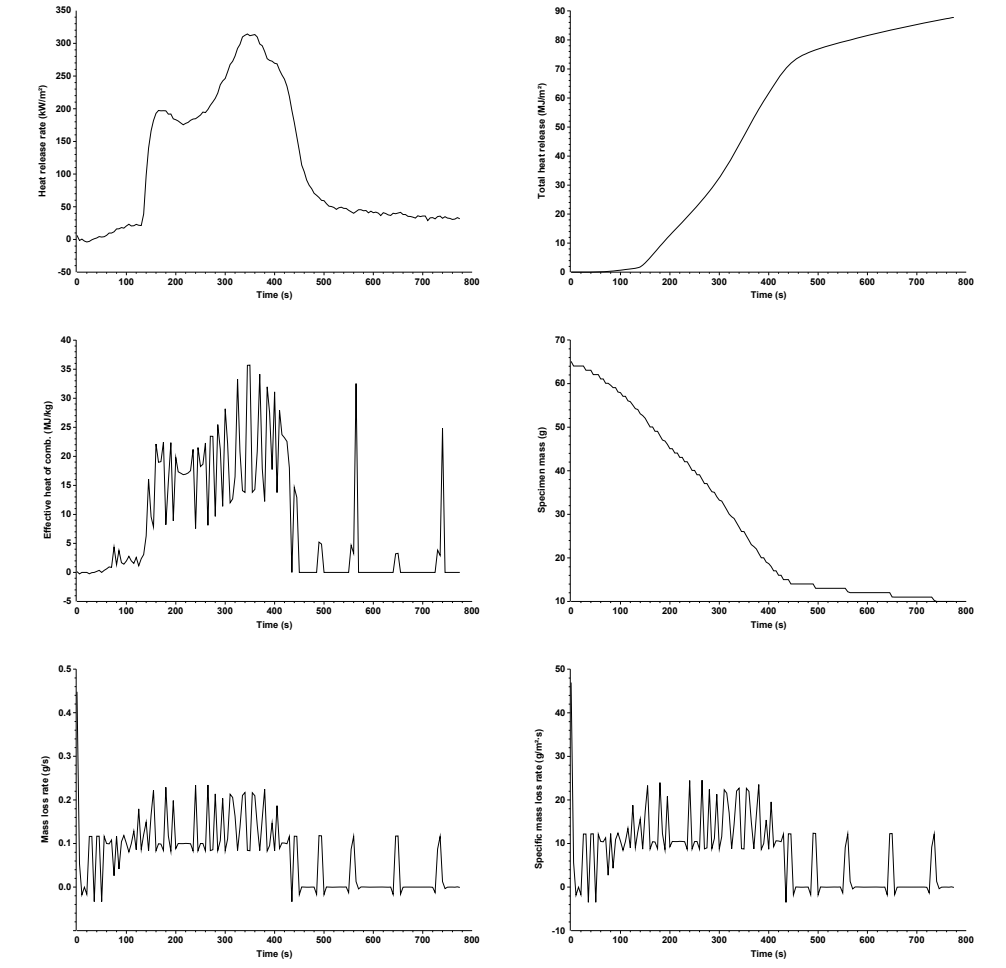 Heat release rate (kW/m²)
350
300
250
200
150
100
50
0
-50
0 100 200 300 400 500 600 700 800
Time (s)
Total heat release (MJ/m²)
90
80
70
60
50
40
30
20
10
0
0 100 200 300 400 500 600 700 800
Time (s)
Effective heat of comb. (MJ/kg)
40
35
30
25
20
15
10
5
0
-5
0 100 200 300 400 500 600 700 800
Time (s)
Specimen mass (g)
70
60
50
40
30
20
10
0 100 200 300 400 500 600 700 800
Time (s)
Mass loss rate (g/s)
0.5
0.4
0.3
0.2
0.1
0.0
0 100 200 300 400 500 600 700 800
Time (s)
Specific mass loss rate (g/m²·s)
50
40
30
20
10
0
-10
0 100 200 300 400 500 600 700 800
Time (s)